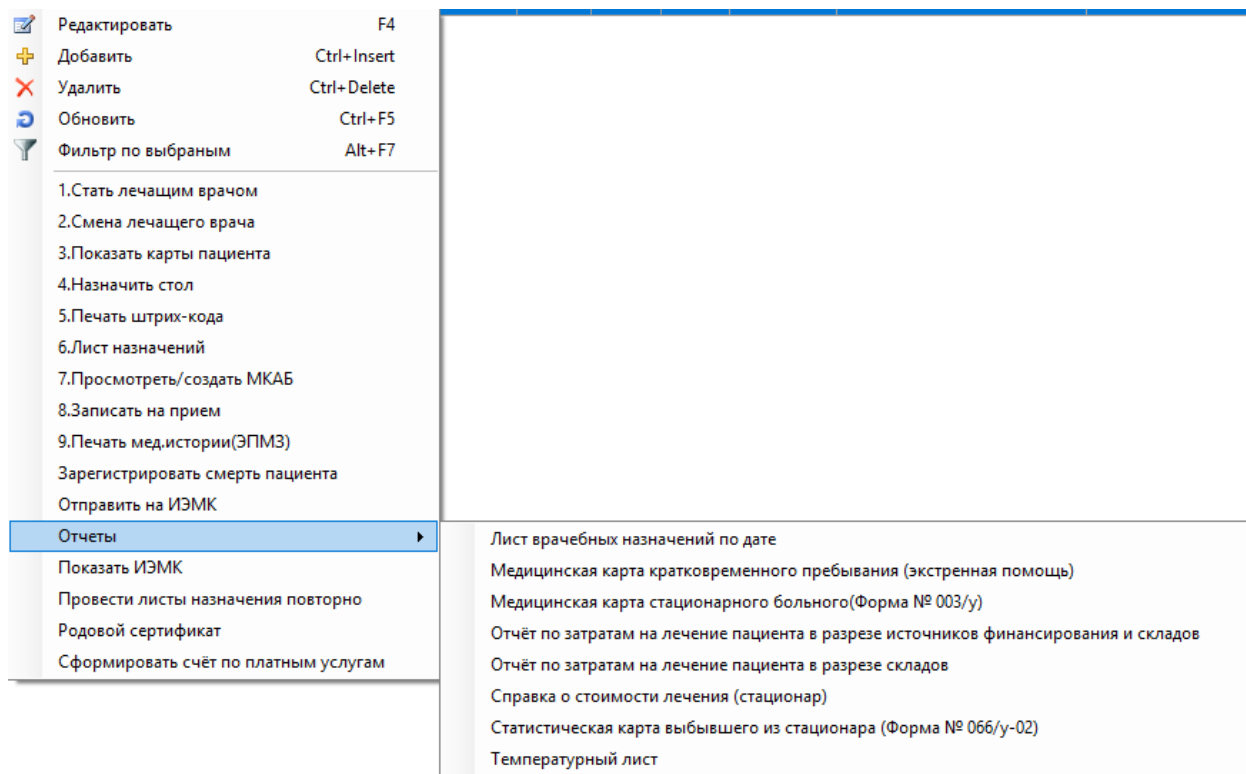 Редактировать F4
Добавить Ctrl+Insert
Удалить Ctrl+Delete
Обновить Ctrl+F5
Фильтр по выбраным Alt+F7
1.Стать лечащим врачом
2.Смена лечащего врача
3.Показать карты пациента
4.Назначить стол
5.Печать штрих-кода
6.Лист назначений
7.Просмотреть/создать МКАБ
8.Записать на прием
9.Печать мед.истории(ЭПМЗ)
Зарегистрировать смерть пациента
Отправить на ИЭМК
Отчеты
Показать ИЭМК
Провести листы назначения повторно
Родовой сертификат
Сформировать счёт по платным услугам
Лист врачебных назначений по дате
Медицинская карта кратковременного пребывания (экстренная помощь)
Медицинская карта стационарного больного(Форма № 003/у)
Отчёт по затратам на лечение пациента в разрезе источников финансирования и складов
Отчёт по затратам на лечение пациента в разрезе складов
Справка о стоимости лечения (стационар)
Статистическая карта выбывшего из стационара (Форма № 066/у-02)
Температурный лист